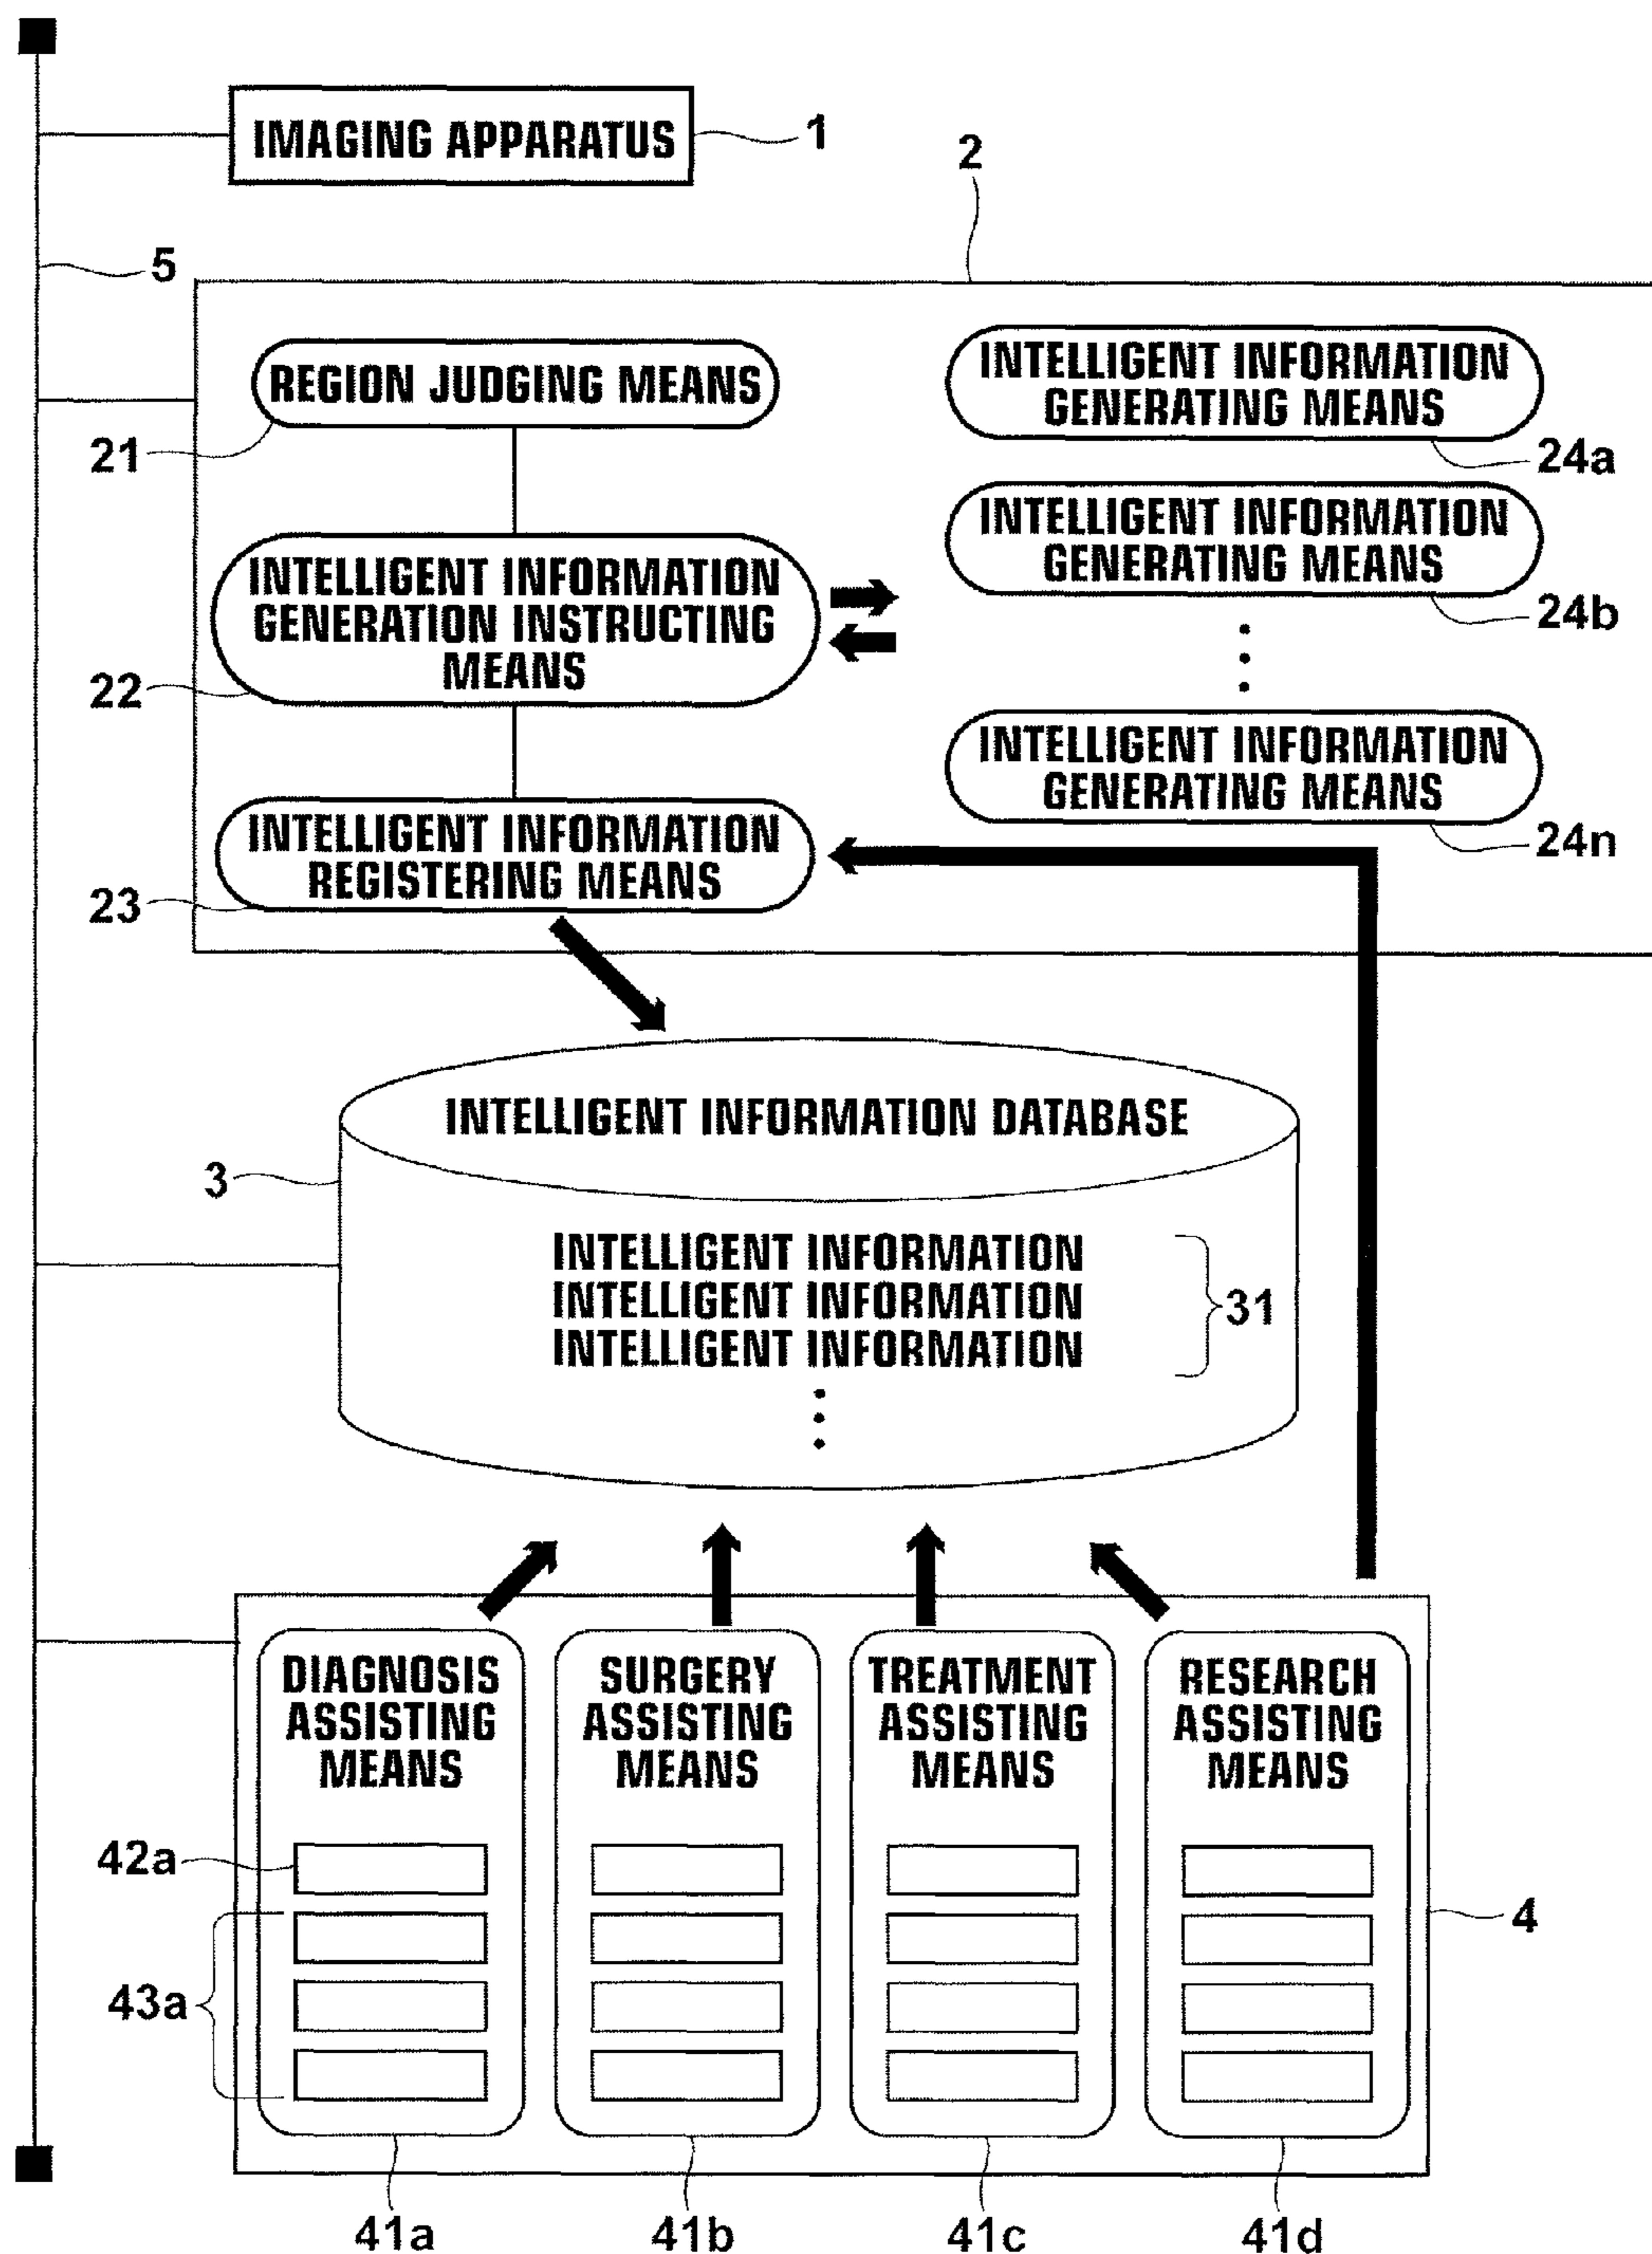 IMAGING APPARATUS
1
2
5
REGION JUDGING MEANS
21
INTELLIGENT INFORMATION
GENERATING MEANS
24a
INTELLIGENT INFORMATION
GENERATING MEANS
24b
INTELLIGENT INFORMATION
GENERATION INSTRUCTING
MEANS
22
INTELLIGENT INFORMATION
GENERATING MEANS
24n
INTELLIGENT INFORMATION
REGISTERING MEANS
23
INTELLIGENT INFORMATION DATABASE
3
INTELLIGENT INFORMATION
INTELLIGENT INFORMATION
INTELLIGENT INFORMATION
31
DIAGNOSIS
ASSISTING
MEANS
SURGERY
ASSISTING
MEANS
TREATMENT
ASSISTING
MEANS
RESEARCH
ASSISTING
MEANS
42a
43a
4
41a
41b
41c
41d